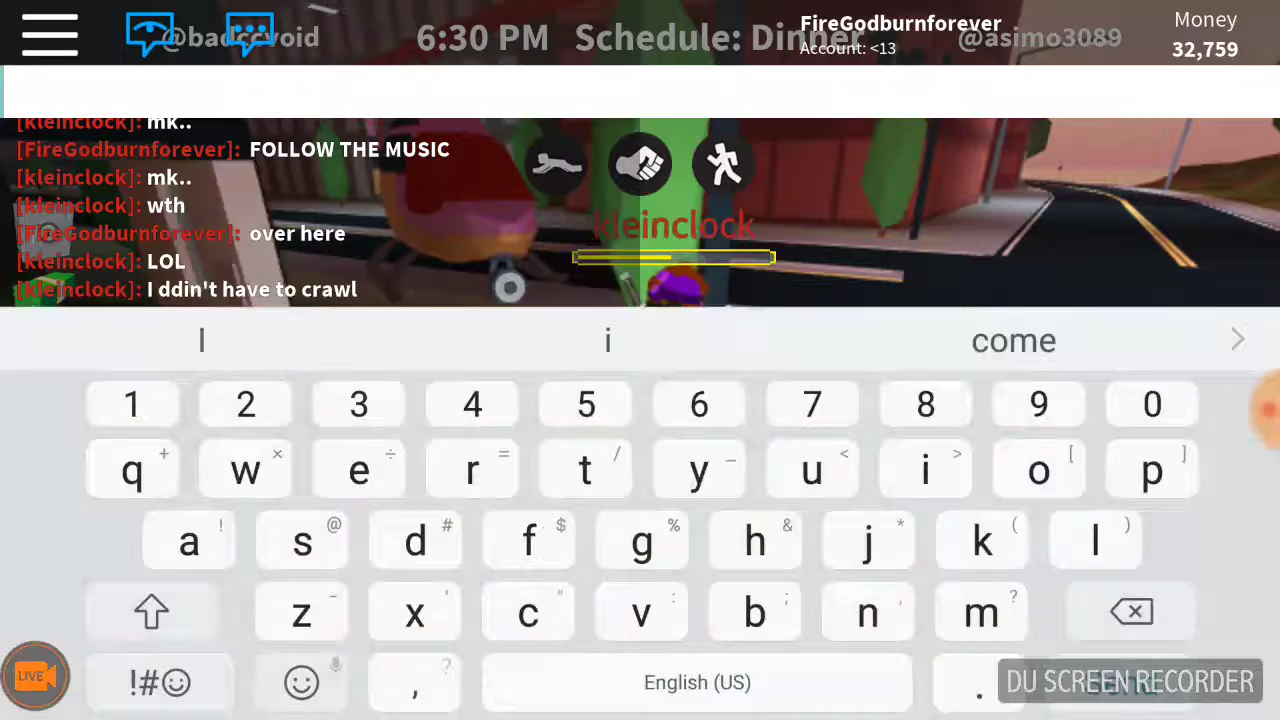 @badccvoid 6:30 PM Schedule: Dinner @asimo3089
FireGodburnforever
Account: <13
Money
32,759
[kleinclock]: mk..
[FireGodburnforever]: FOLLOW THE MUSIC
[kleinclock]: mk..
[kleinclock]: wth
[FireGodburnforever]: over here
[kleinclock]: LOL
[kleinclock]: I ddin't have to crawl
kleinclock
I i come >
1 2 3 4 5 6 7 8 9 0
q + w × e ÷ r = t / y _ u < i > o [ p ]
a ! s @ d # f $ g % h & j * k ( l )
z - x ' c " v : b ; n , m ?
LIVE !#☺ , ? English (US) .
DU SCREEN RECORDER